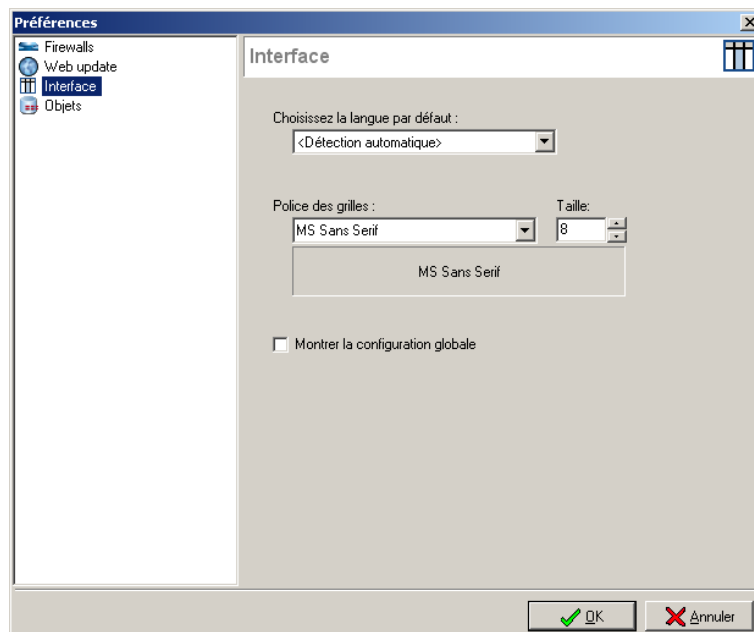 Préférences
Firewalls
Web update
Interface
Objets
Interface
Choisissez la langue par défaut :
<Détection automatique>
Police des grilles :
Taille:
MS Sans Serif
8
MS Sans Serif
Montrer la configuration globale
OK
Annuler